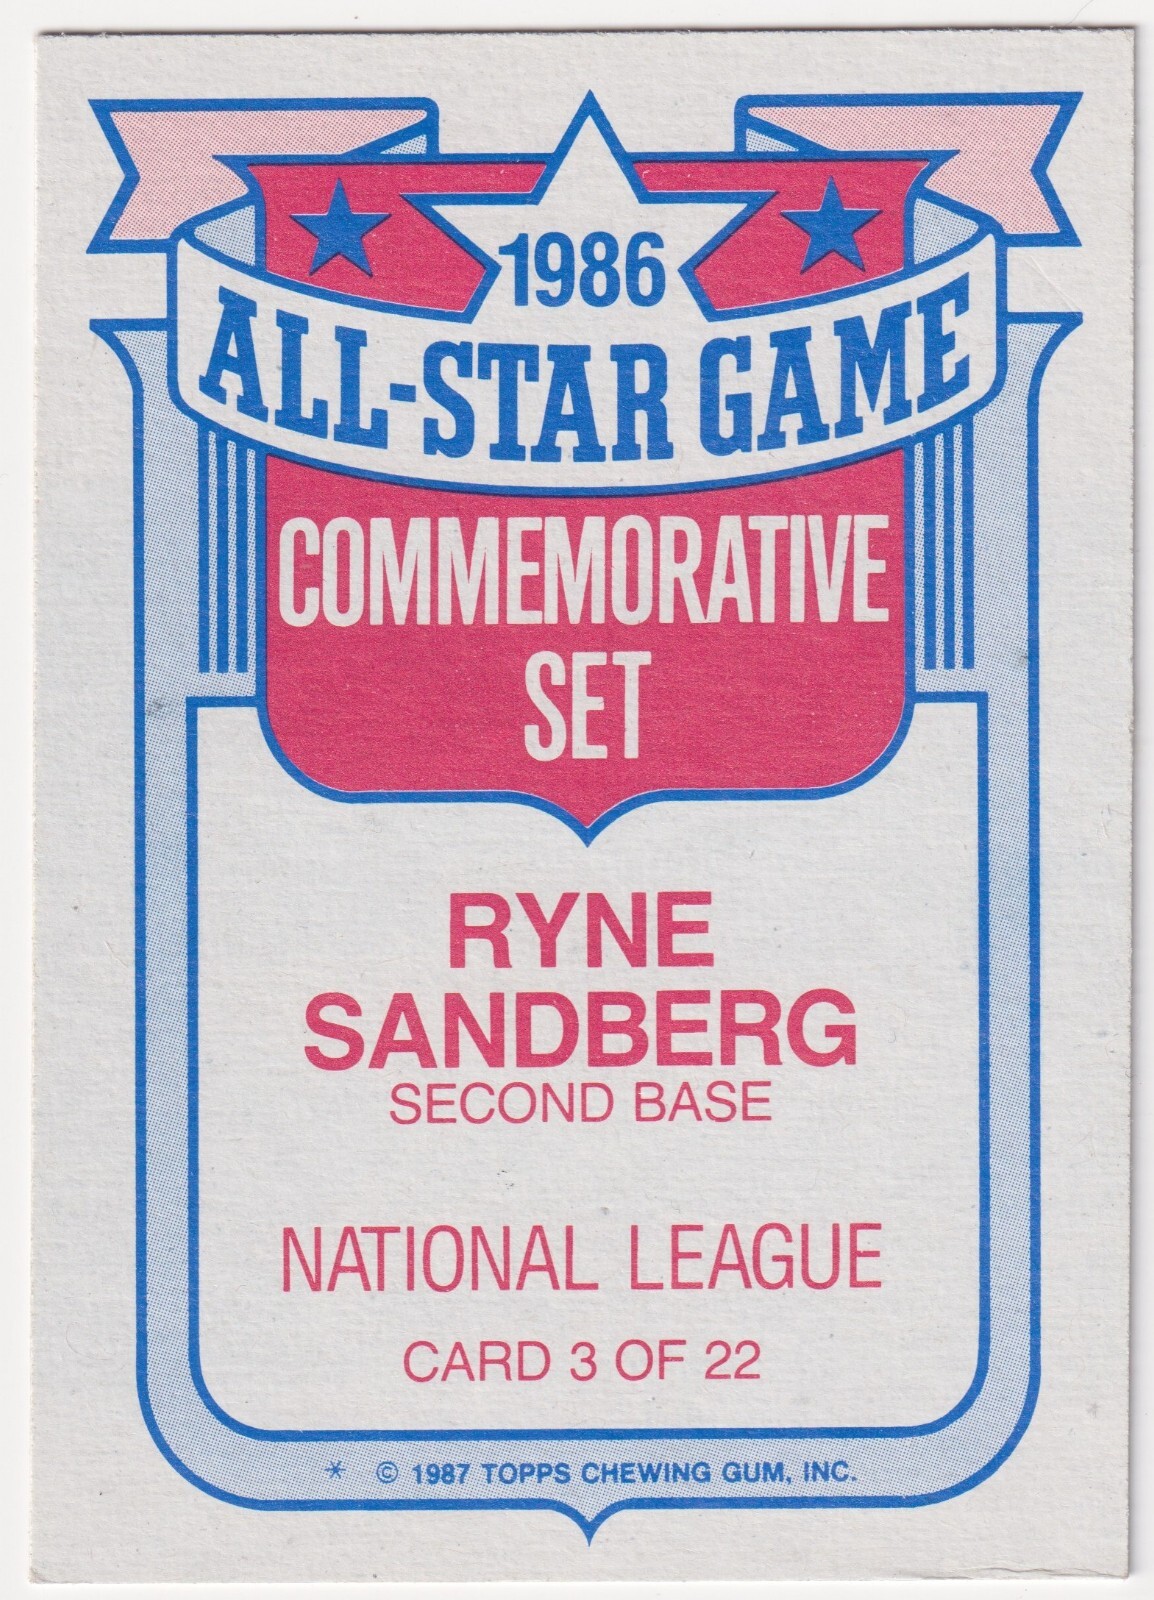 1986
ALL-STAR GAME
COMMEMORATIVE
SET
RYNE
SANDBERG
SECOND BASE
NATIONAL LEAGUE
CARD 3 OF 22
* © 1987 TOPPS CHEWING GUM, INC.